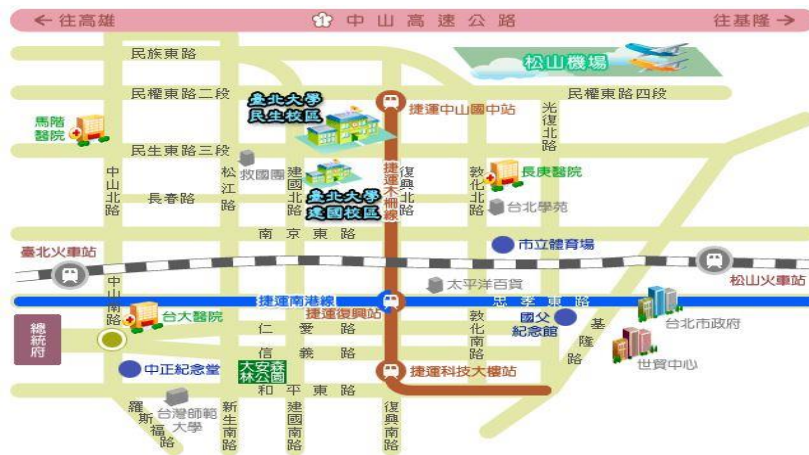 ←往高雄
1
中山高速公路
往基隆→
民族東路
松山機場
民權東路二段
臺北大學
民生校區
捷運中山國中站
民權東路四段
光復北路
馬階
醫院
民生東路三段
救國團
中山北路
松江路
建國北路
捷運木柵線
復興北路
敦化北路
長庚醫院
長春路
臺北大學
建國校區
台北學苑
南京東路
市立體育場
臺北火車站
松山火車站
太平洋百貨
中山南路
捷運南港線
忠孝東路
台大醫院
捷運復興站
仁愛路
敦化南路
國父
紀念館
基隆路
台北市政府
總統府
信義路
世貿中心
中正紀念堂
大安森
林公園
捷運科技大樓站
和平東路
羅斯福路
台灣師範
大學
新生南路
建國南路
復興南路